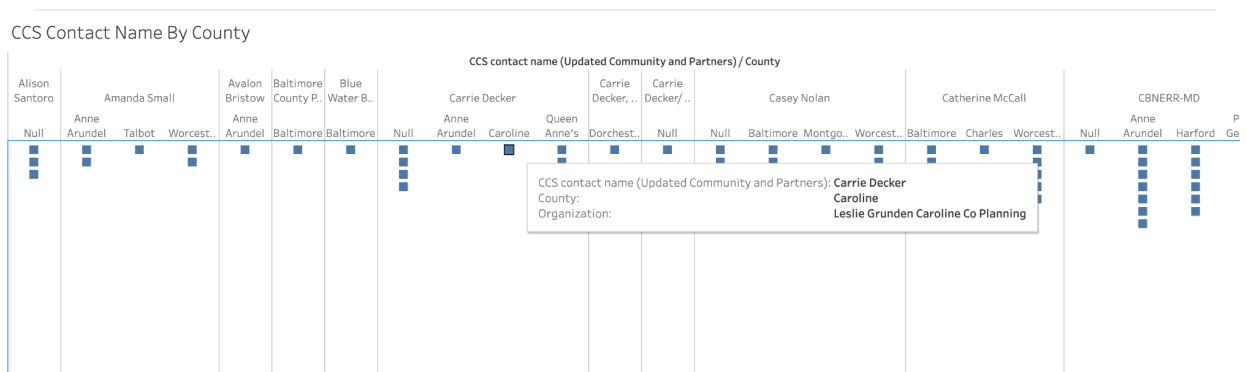 CCS Contact Name By County
CCS contact name (Updated Community and Partners) / County
Alison Santoro
Amanda Small
Avalon Bristow
Baltimore County P..
Blue Water B..
Carrie Decker
Carrie Decker, ..
Carrie Decker/ ..
Casey Nolan
Catherine McCall
CBNERR-MD
Null
Anne Arundel
Talbot
Worcest..
Anne Arundel
Baltimore
Baltimore
Null
Anne Arundel
Caroline
Queen Anne's
Dorchest..
Null
Null
Baltimore
Montgo..
Worcest..
Baltimore
Charles
Worcest..
Null
Anne Arundel
Harford
P
Ge
CCS contact name (Updated Community and Partners): Carrie Decker
County: Caroline
Organization: Leslie Grunden Caroline Co Planning